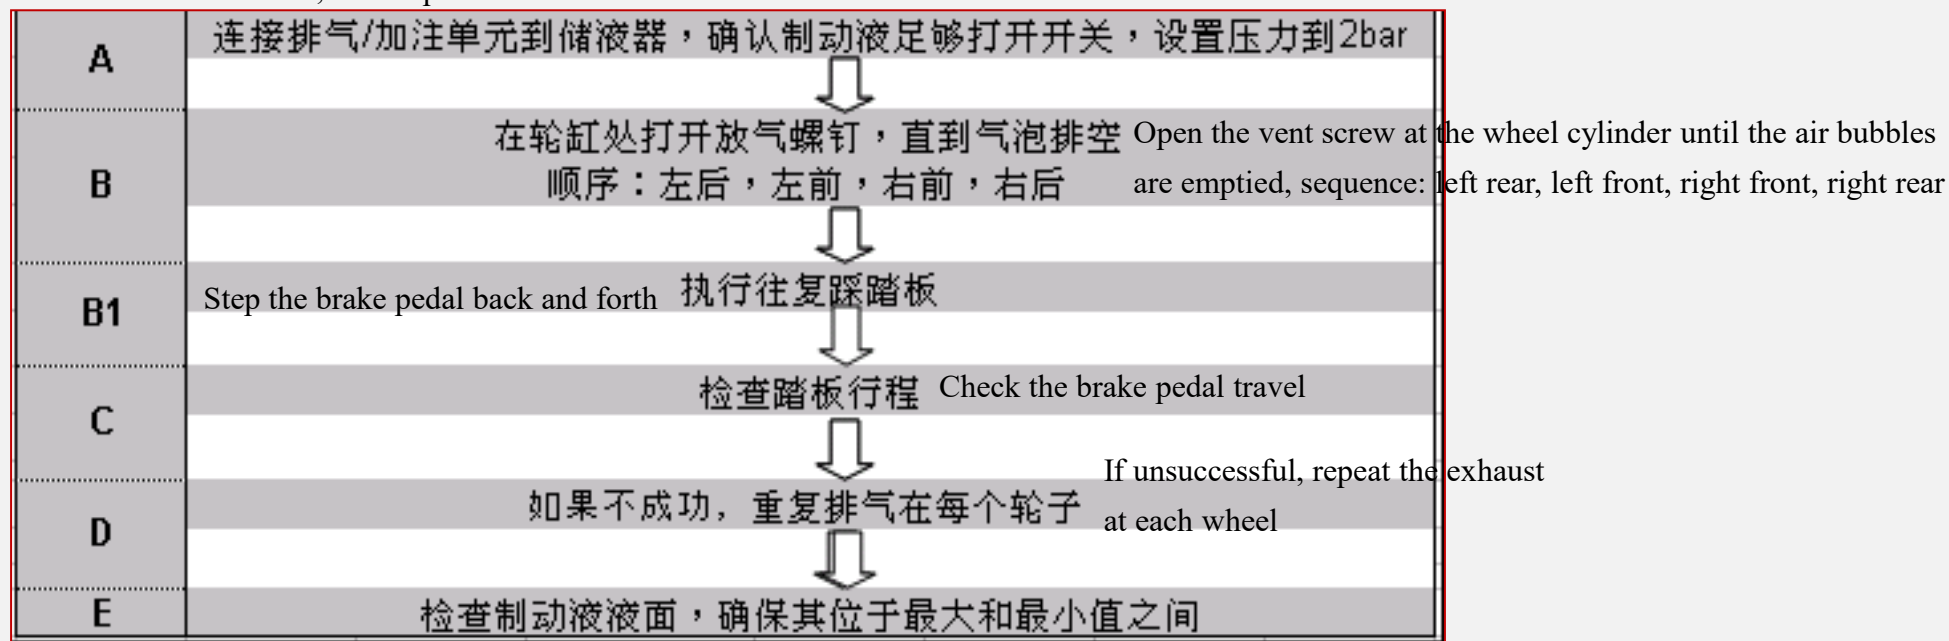 A
连接排气/加注单元到储液器，确认制动液足够打开开关，设置压力到2bar
B
在轮缸处打开放气螺钉，直到气泡排空
顺序：左后，左前，右前，右后
Open the vent screw at the wheel cylinder until the air bubbles
are emptied, sequence: left rear, left front, right front, right rear
B1
Step the brake pedal back and forth
执行往复踩踏板
C
检查踏板行程
Check the brake pedal travel
D
如果不成功, 重复排气在每个轮子
If unsuccessful, repeat the exhaust
at each wheel
E
检查制动液液面，确保其位于最大和最小值之间